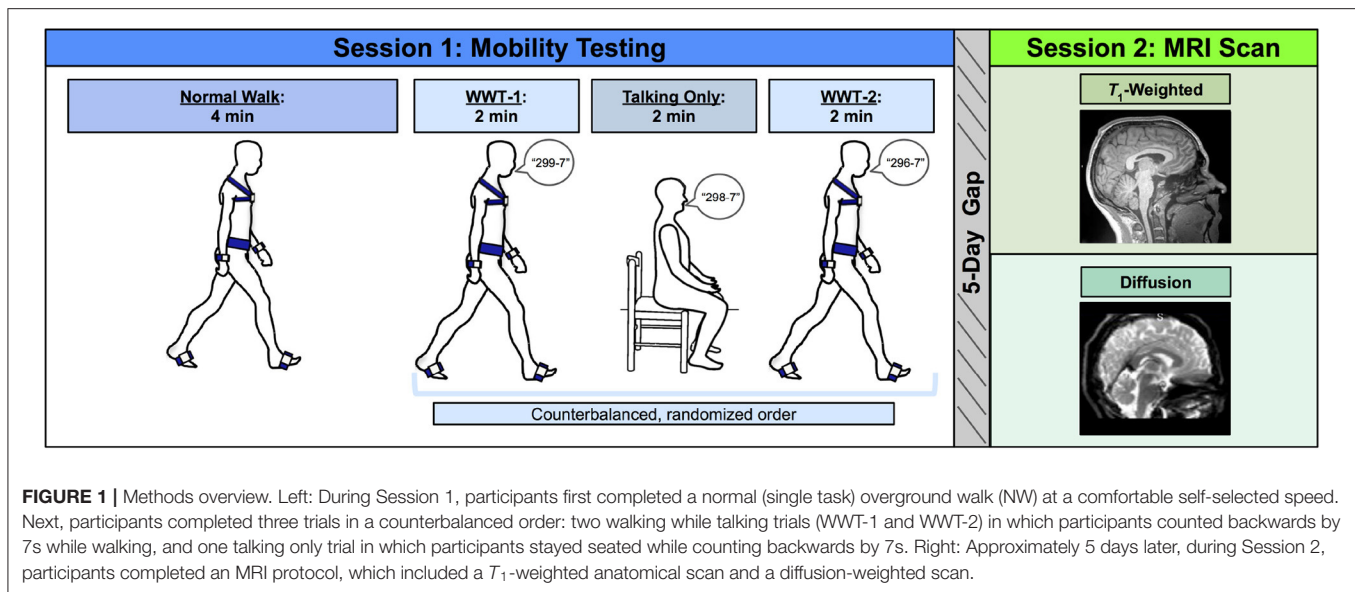 Session 1: Mobility Testing
Session 2: MRI Scan
Normal Walk:
4 min
WWT-1:
2 min
Talking Only:
2 min
WWT-2:
2 min
"299-7"
"298-7"
"296-7"
Counterbalanced, randomized order
5-Day Gap
T1-Weighted
Diffusion
S
FIGURE 1 | Methods overview. Left: During Session 1, participants first completed a normal (single task) overground walk (NW) at a comfortable self-selected speed.
Next, participants completed three trials in a counterbalanced order: two walking while talking trials (WWT-1 and WWT-2) in which participants counted backwards by
7s while walking, and one talking only trial in which participants stayed seated while counting backwards by 7s. Right: Approximately 5 days later, during Session 2,
participants completed an MRI protocol, which included a T1-weighted anatomical scan and a diffusion-weighted scan.